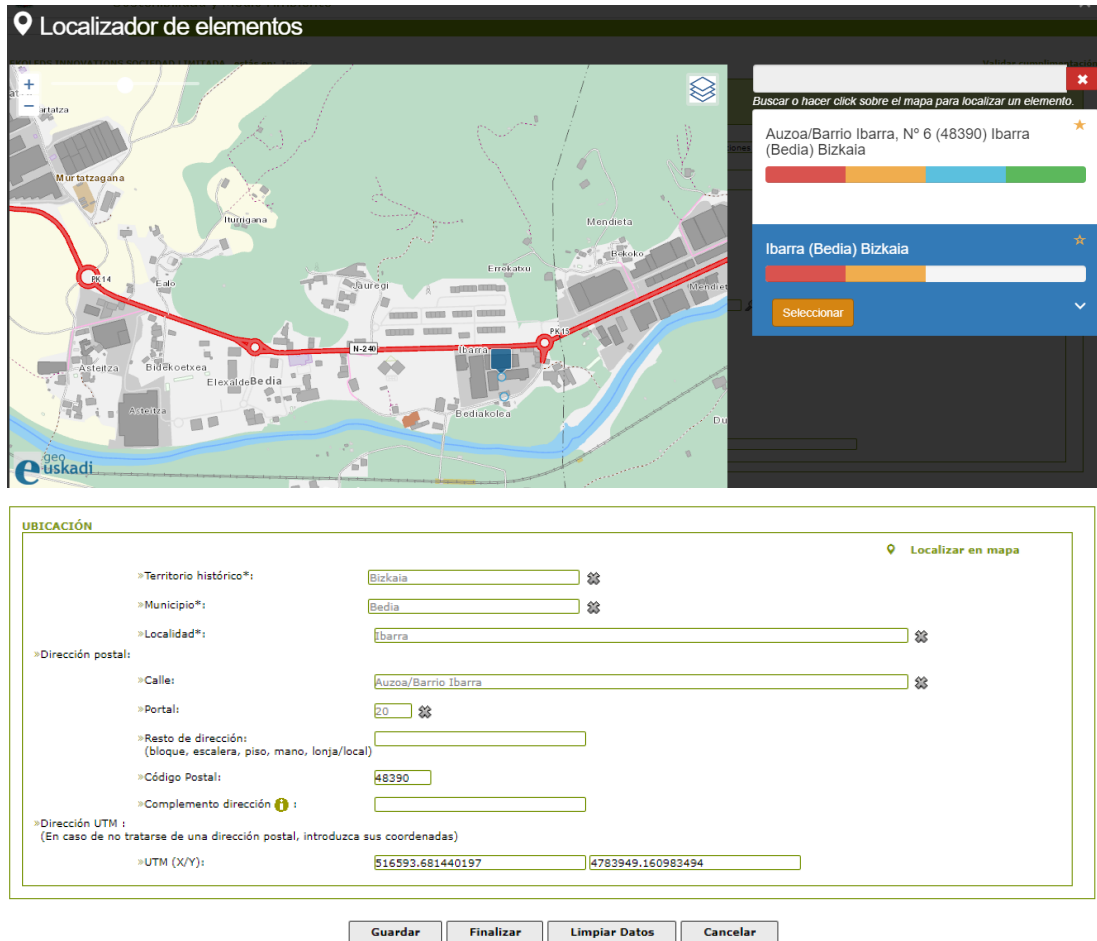 Localizador de elementos
+
−
Murtatzagana
Iturrigana
Mendieta
Bekoko
Errekatxu
PK14
Ealo
Jauregi
Mendiet
PK15
N-240
Ibarra
Asteitza
Bidekoetxea
Elexalde Bedia
Asteitza
Bediakolea
Du
geo
euskadi
Buscar o hacer click sobre el mapa para localizar un elemento.
Auzoa/Barrio Ibarra, Nº 6 (48390) Ibarra
(Bedia) Bizkaia
Ibarra (Bedia) Bizkaia
Seleccionar
UBICACIÓN
Localizar en mapa
»Territorio histórico*: Bizkaia
»Municipio*: Bedia
»Localidad*: Ibarra
»Dirección postal:
»Calle: Auzoa/Barrio Ibarra
»Portal: 20
»Resto de dirección:
(bloque, escalera, piso, mano, lonja/local)
»Código Postal: 48390
»Complemento dirección :
»Dirección UTM :
(En caso de no tratarse de una dirección postal, introduzca sus coordenadas)
»UTM (X/Y): 516593.681440197 4783949.160983494
Guardar Finalizar Limpiar Datos Cancelar